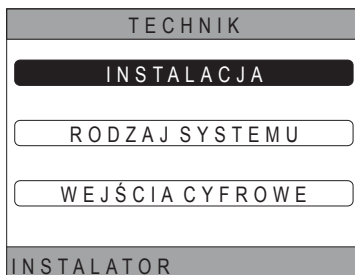 TECHNIK
INSTALACJA
RODZAJ SYSTEMU
WEJŚCIA CYFROWE
INSTALATOR